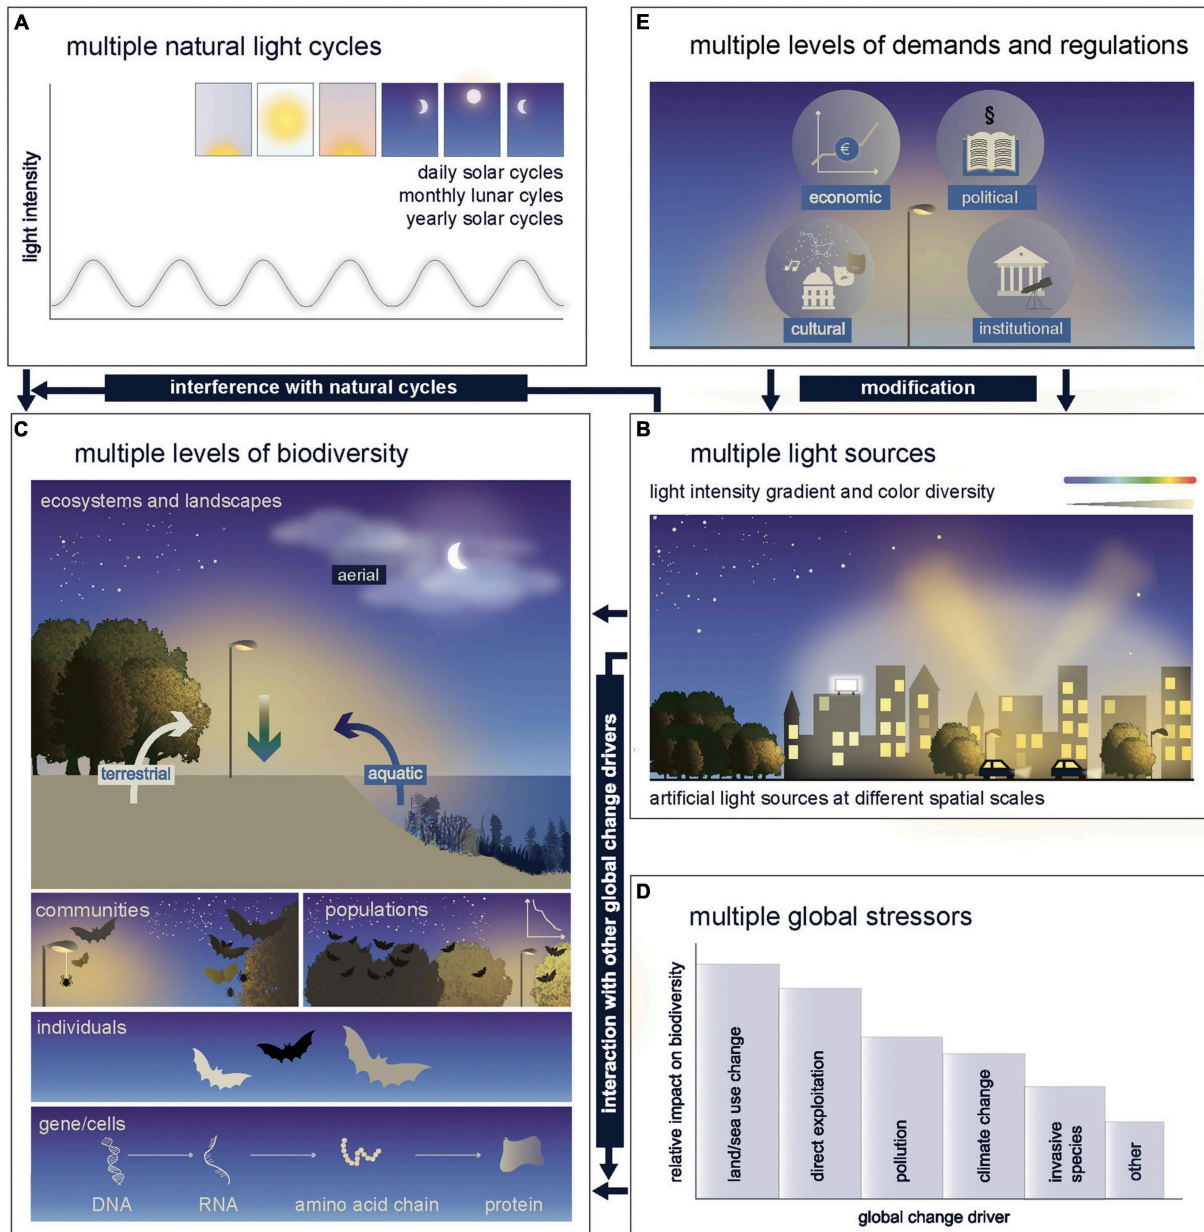 A
multiple natural light cycles
light intensity
daily solar cycles
monthly lunar cyles
yearly solar cycles
E
multiple levels of demands and regulations
§
€
economic
political
cultural
institutional
interference with natural cycles
modification
C
multiple levels of biodiversity
ecosystems and landscapes
aerial
terrestrial
aquatic
communities
populations
individuals
gene/cells
DNA
RNA
amino acid chain
protein
B
multiple light sources
light intensity gradient and color diversity
artificial light sources at different spatial scales
interaction with other global change drivers
D
multiple global stressors
relative impact on biodiversity
land/sea use change
direct exploitation
pollution
climate change
invasive
species
other
global change driver